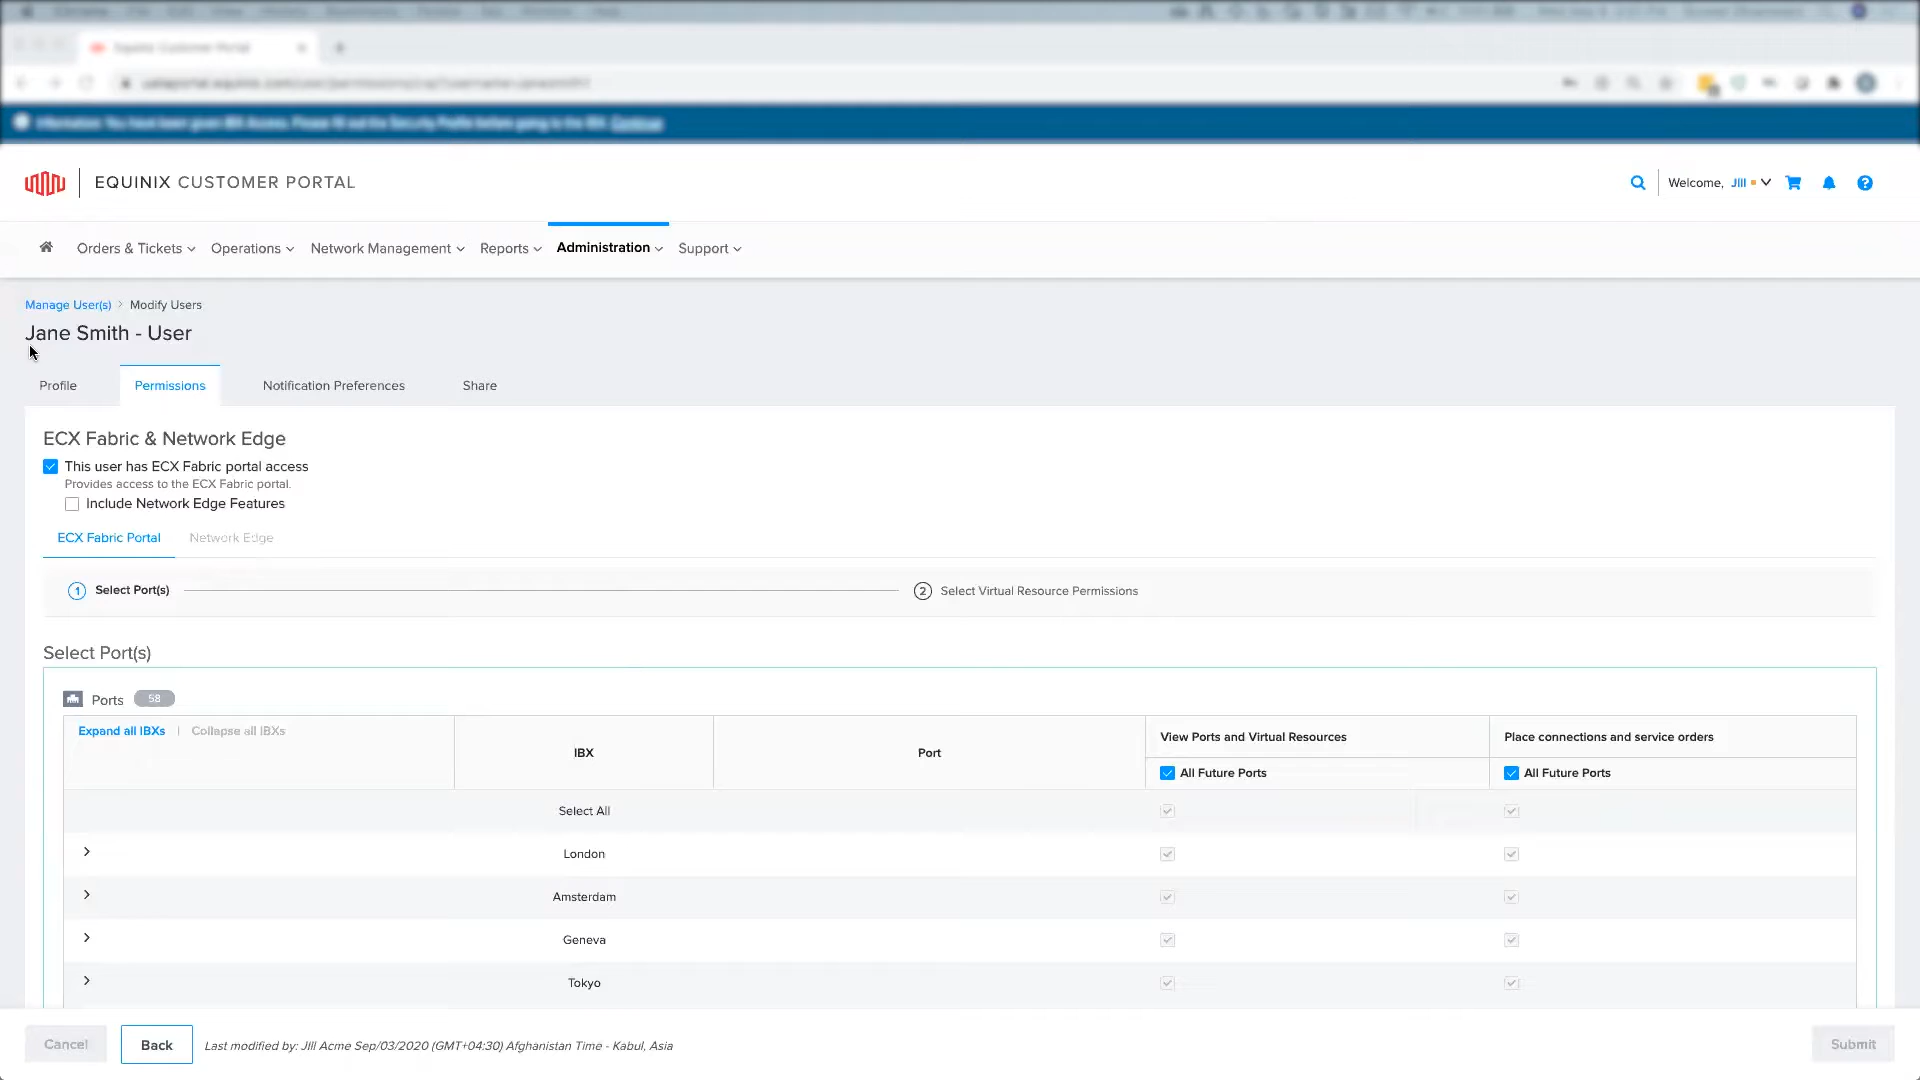 EQUINIX CUSTOMER PORTAL
Welcome, Jill
Orders & Tickets
Operations
Network Management
Reports
Administration
Support
Manage User(s) > Modify Users
Jane Smith - User
Profile
Permissions
Notification Preferences
Share
ECX Fabric & Network Edge
This user has ECX Fabric portal access
Provides access to the ECX Fabric portal.
Include Network Edge Features
ECX Fabric Portal
Network Edge
1 Select Port(s)
2 Select Virtual Resource Permissions
Select Port(s)
Ports 58
Expand all IBXs | Collapse all IBXs
IBX
Port
View Ports and Virtual Resources
Place connections and service orders
All Future Ports
All Future Ports
Select All
London
Amsterdam
Geneva
Tokyo
Cancel
Back
Last modified by: JIll Acme Sep/03/2020 (GMT+04:30) Afghanistan Time - Kabul, Asia
Submit